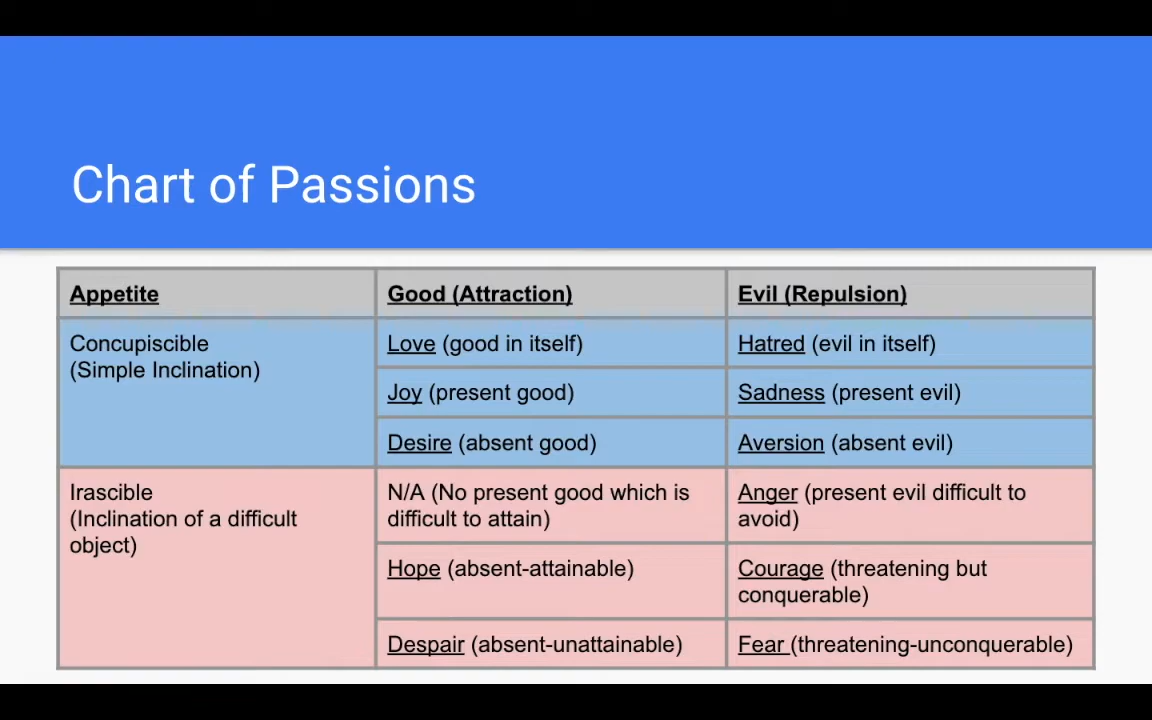 Chart of Passions
Appetite
Good (Attraction)
Evil (Repulsion)
Concupiscible
(Simple Inclination)
Love (good in itself)
Hatred (evil in itself)
Joy (present good)
Sadness (present evil)
Desire (absent good)
Aversion (absent evil)
Irascible
(Inclination of a difficult
object)
N/A (No present good which is
difficult to attain)
Anger (present evil difficult to
avoid)
Hope (absent-attainable)
Courage (threatening but
conquerable)
Despair (absent-unattainable)
Fear (threatening-unconquerable)